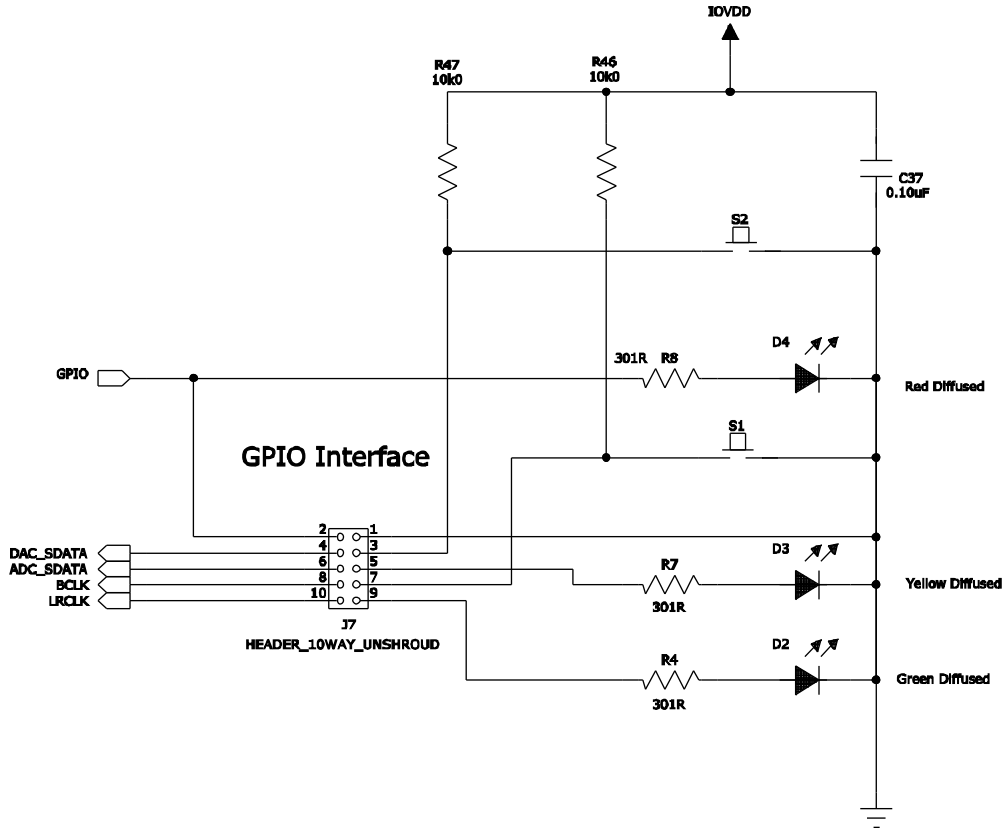 IOVDD
R47
10k0
R46
10k0
C37
0.10uF
S2
D4
301R R8
GPIO
Red Diffused
S1
GPIO Interface
2 1
DAC_SDATA 4 3
ADC_SDATA 6 5
BCLK 8 7
LRCLK 10 9
D3
R7
Yellow Diffused
301R
J7
HEADER_10WAY_UNSHROUD
D2
R4
Green Diffused
301R